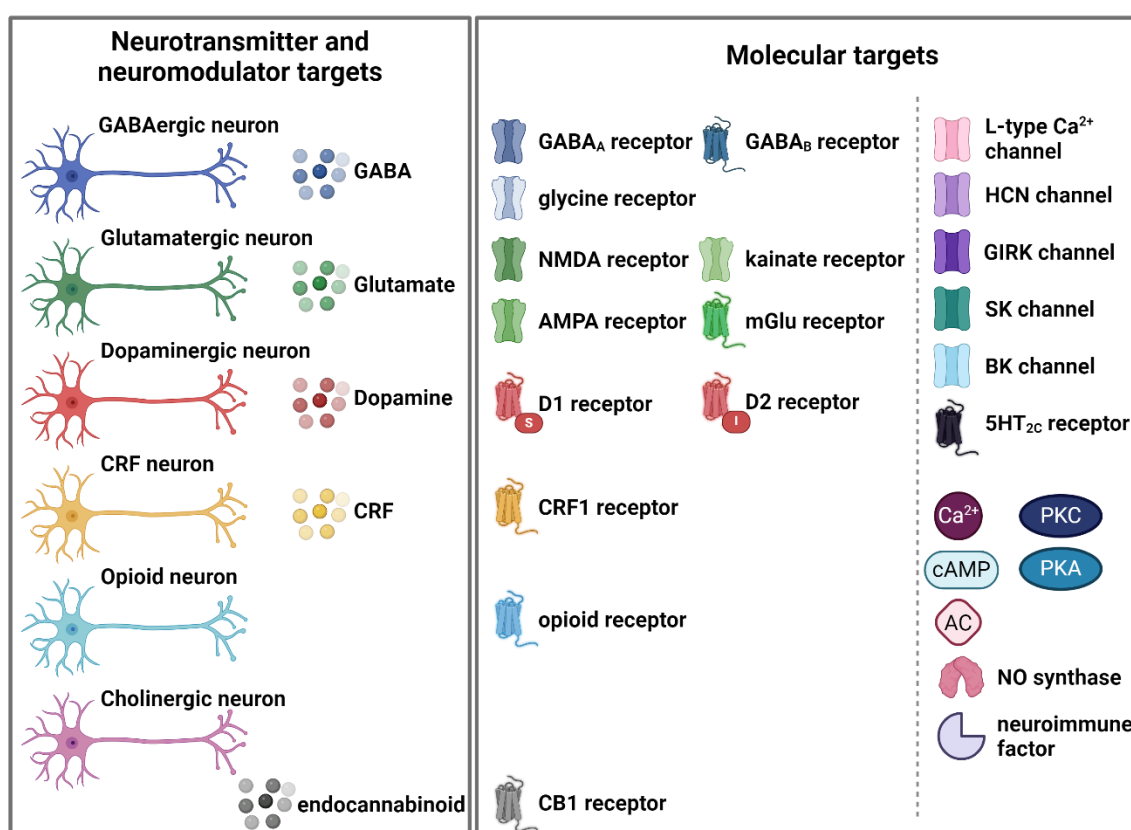 Neurotransmitter and
neuromodulator targets
GABAergic neuron
GABA
Glutamatergic neuron
Glutamate
Dopaminergic neuron
Dopamine
CRF neuron
CRF
Opioid neuron
Cholinergic neuron
endocannabinoid
Molecular targets
GABA_A receptor
GABA_B receptor
glycine receptor
NMDA receptor
kainate receptor
AMPA receptor
mGlu receptor
D1 receptor
S
D2 receptor
I
CRF1 receptor
opioid receptor
CB1 receptor
L-type Ca²⁺
channel
HCN channel
GIRK channel
SK channel
BK channel
5HT₂C receptor
Ca²⁺
PKC
cAMP
PKA
AC
NO synthase
neuroimmune
factor